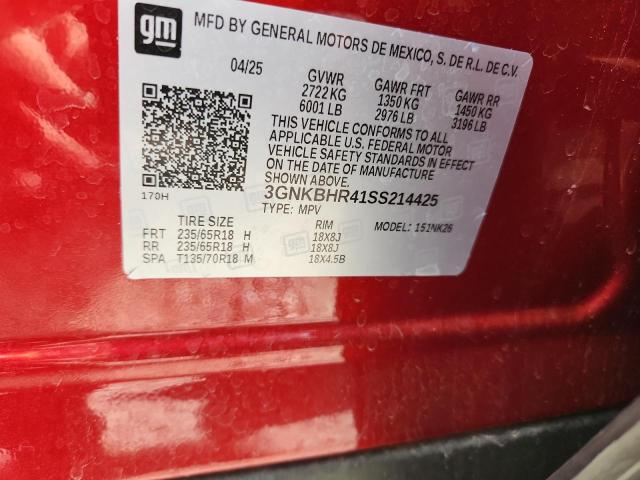 gm
MFD BY GENERAL MOTORS DE MEXICO, S. DE R.L. DE C.V.
04/25 GVWR GAWR FRT GAWR RR
2722 KG 1350 KG 1450 KG
6001 LB 2976 LB 3196 LB
THIS VEHICLE CONFORMS TO ALL
APPLICABLE U.S. FEDERAL MOTOR
VEHICLE SAFETY STANDARDS IN EFFECT
ON THE DATE OF MANUFACTURE
SHOWN ABOVE.
170H 3GNKBHR41SS214425
TYPE: MPV MODEL: 151NK26
TIRE SIZE RIM
FRT 235/65R18 H 18X8J
RR 235/65R18 H 18X8J
SPA T135/70R18 M 18X4.5B